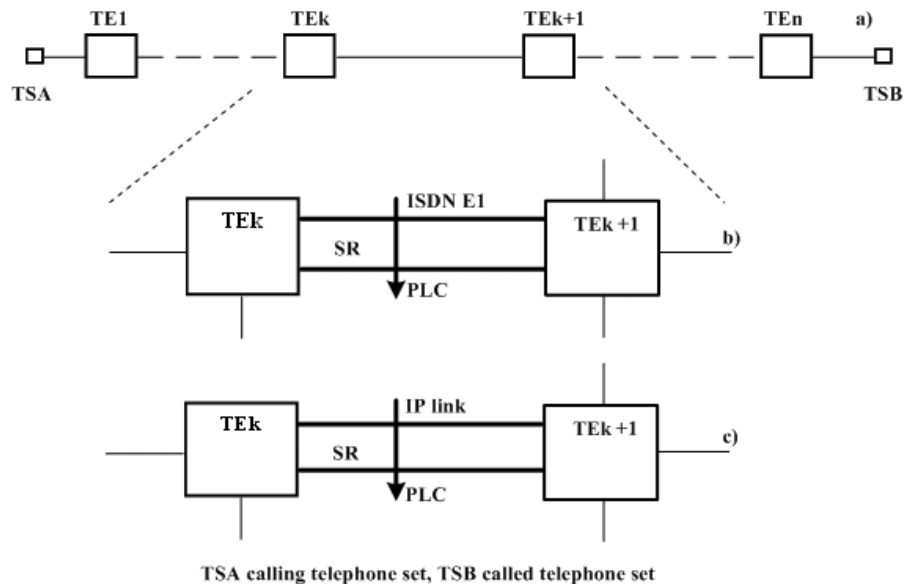 TE1 TEk TEk+1 TEn a)
TSA TSB
ISDN E1
TEk TEk +1
SR b)
PLC
IP link
TEk TEk +1
SR c)
PLC
TSA calling telephone set, TSB called telephone set